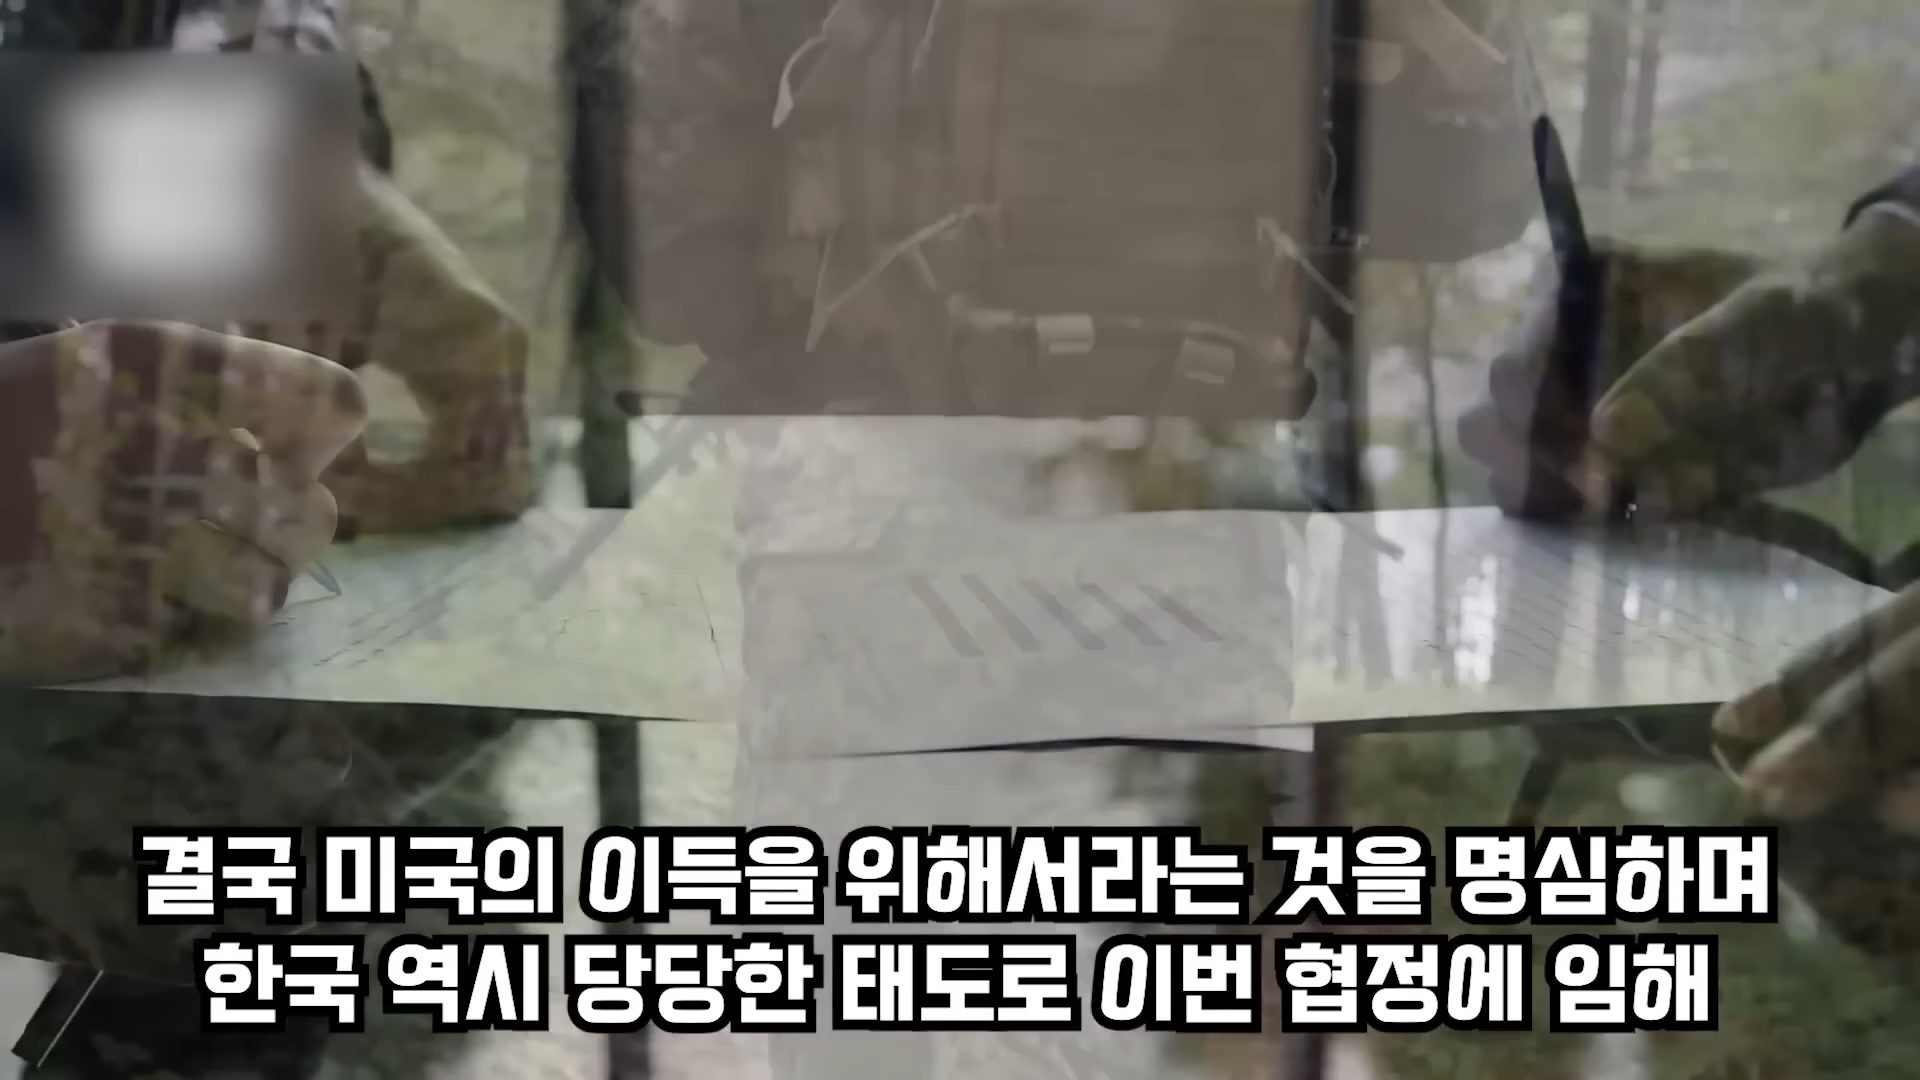 결국 미국의 이득을 위해서라는 것을 명심하며
한국 역시 당당한 태도로 이번 협정에 임해